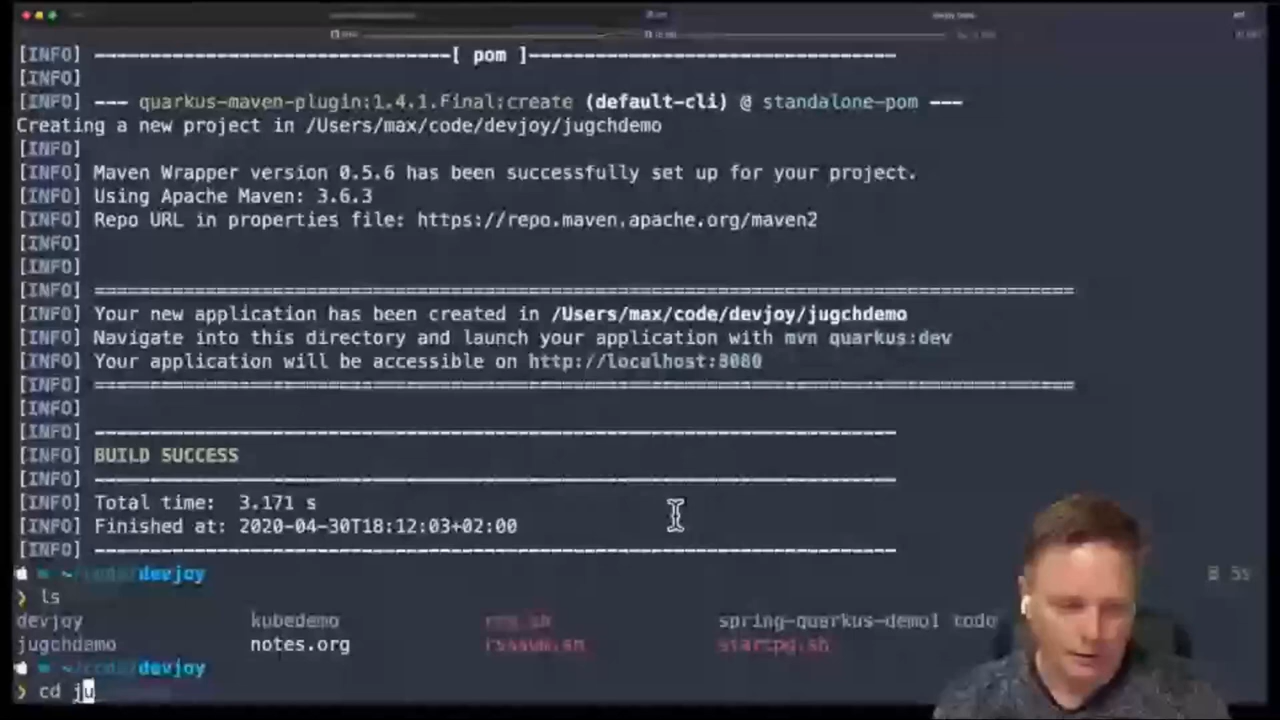 [INFO] ---[ pom ]---
[INFO]
[INFO] --- quarkus-maven-plugin:1.4.1.Final:create (default-cli) @ standalone-pom ---
Creating a new project in /Users/max/code/devjoy/jugchdemo
[INFO]
[INFO] Maven Wrapper version 0.5.6 has been successfully set up for your project.
[INFO] Using Apache Maven: 3.6.3
[INFO] Repo URL in properties file: https://repo.maven.apache.org/maven2
[INFO]
[INFO]
[INFO] ========================================================================================
[INFO] Your new application has been created in /Users/max/code/devjoy/jugchdemo
[INFO] Navigate into this directory and launch your application with mvn quarkus:dev
[INFO] Your application will be accessible on http://localhost:8080
[INFO] ========================================================================================
[INFO]
[INFO] ------------------------------------------------------------------------
[INFO] BUILD SUCCESS
[INFO] ------------------------------------------------------------------------
[INFO] Total time:  3.171 s
[INFO] Finished at: 2020-04-30T18:12:03+02:00
[INFO] ------------------------------------------------------------------------
~/code/devjoy 5s
❯ ls
devjoy kubedemo spring-quarkus-demo1 todo
jugchdemo notes.org startpg.sh
~/code/devjoy
❯ cd ju